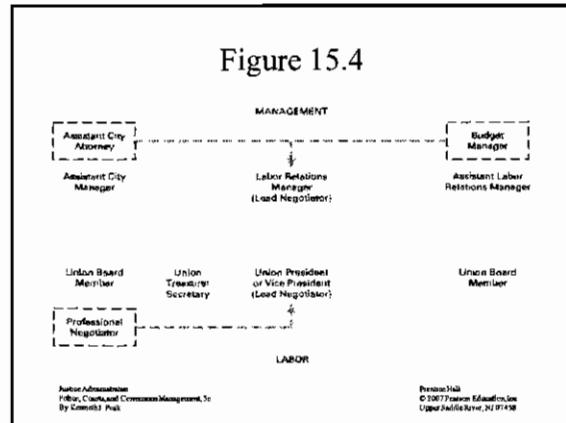 Figure 15.4
MANAGEMENT
Assistant City
Attorney
Budget
Manager
Assistant City
Manager
Labor Relations
Manager
(Lead Negotiator)
Assistant Labor
Relations Manager
Union Board
Member
Union
Treasurer
Secretary
Union President
or Vice President
(Lead Negotiator)
Union Board
Member
Professional
Negotiator
LABOR
Justice Administration
Police, Courts, and Corrections Management, 5e
By Kenneth J. Peak
Prentice Hall
© 2007 Pearson Education, Inc
Upper Saddle River, NJ 07458